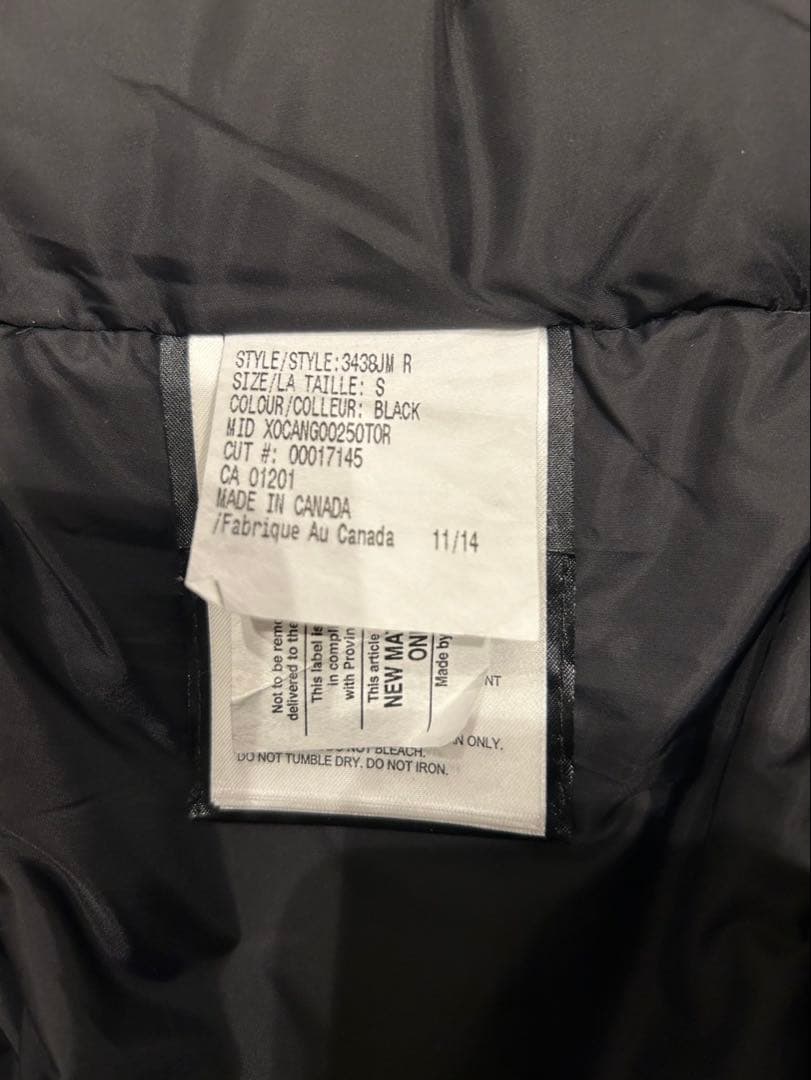 STYLE/STYLE:3438JM R
SIZE/LA TAILLE: S
COLOUR/COLLEUR: BLACK
MID XOCANGOO250TOR
CUT #: 00017145
CA 01201
MADE IN CANADA
/Fabrique Au Canada 11/14
Not to be remo
delivered to the
This label is
in compl
with Provin
This article
NEW MA
ON
Made by
NT
N ONLY.
DO NOT BLEACH.
DO NOT TUMBLE DRY. DO NOT IRON.